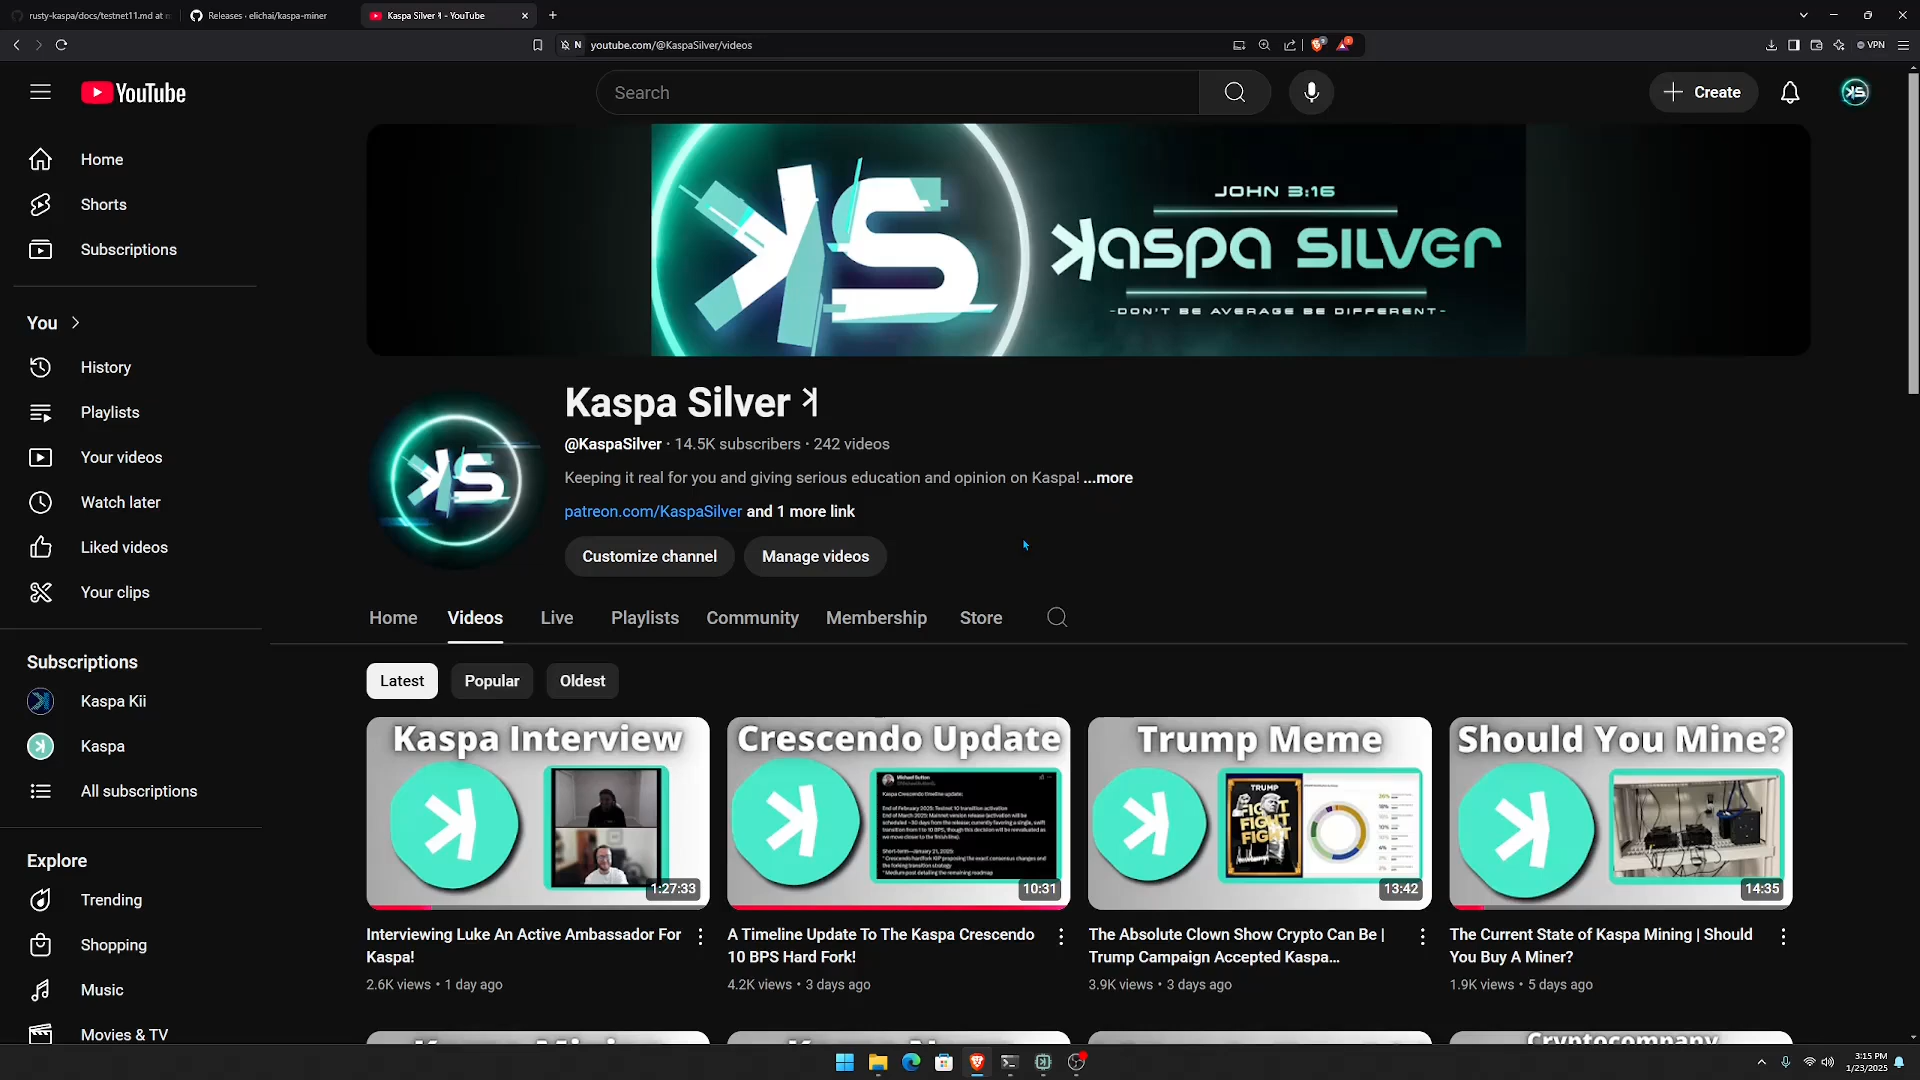 rusty-kaspa/docs/testnet11.md at
Releases · elichai/kaspa-miner
Kaspa Silver ꓘ - YouTube
N youtube.com/@KaspaSilver/videos
VPN
YouTube
Search
Create
Home
Shorts
Subscriptions
You
History
Playlists
Your videos
Watch later
Liked videos
Your clips
Subscriptions
Kaspa Kii
Kaspa
All subscriptions
Explore
Trending
Shopping
Music
Movies & TV
JOHN 3:16
KASPA SILVER
-DON'T BE AVERAGE BE DIFFERENT-
Kaspa Silver ꓘ
@KaspaSilver · 14.5K subscribers · 242 videos
Keeping it real for you and giving serious education and opinion on Kaspa! ...more
patreon.com/KaspaSilver and 1 more link
Customize channel
Manage videos
Home
Videos
Live
Playlists
Community
Membership
Store
Latest
Popular
Oldest
Kaspa Interview
1:27:33
Interviewing Luke An Active Ambassador For
Kaspa!
2.6K views · 1 day ago
Crescendo Update
Michael Sutton
Kaspa Crescendo timeline update:
10:31
A Timeline Update To The Kaspa Crescendo
10 BPS Hard Fork!
4.2K views · 3 days ago
Trump Meme
TRUMP
FIGHT
FIGHT
FIGHT
13:42
The Absolute Clown Show Crypto Can Be |
Trump Campaign Accepted Kaspa...
3.9K views · 3 days ago
Should You Mine?
14:35
The Current State of Kaspa Mining | Should
You Buy A Miner?
1.9K views · 5 days ago
Cryptocompany
3:15 PM
1/23/2025